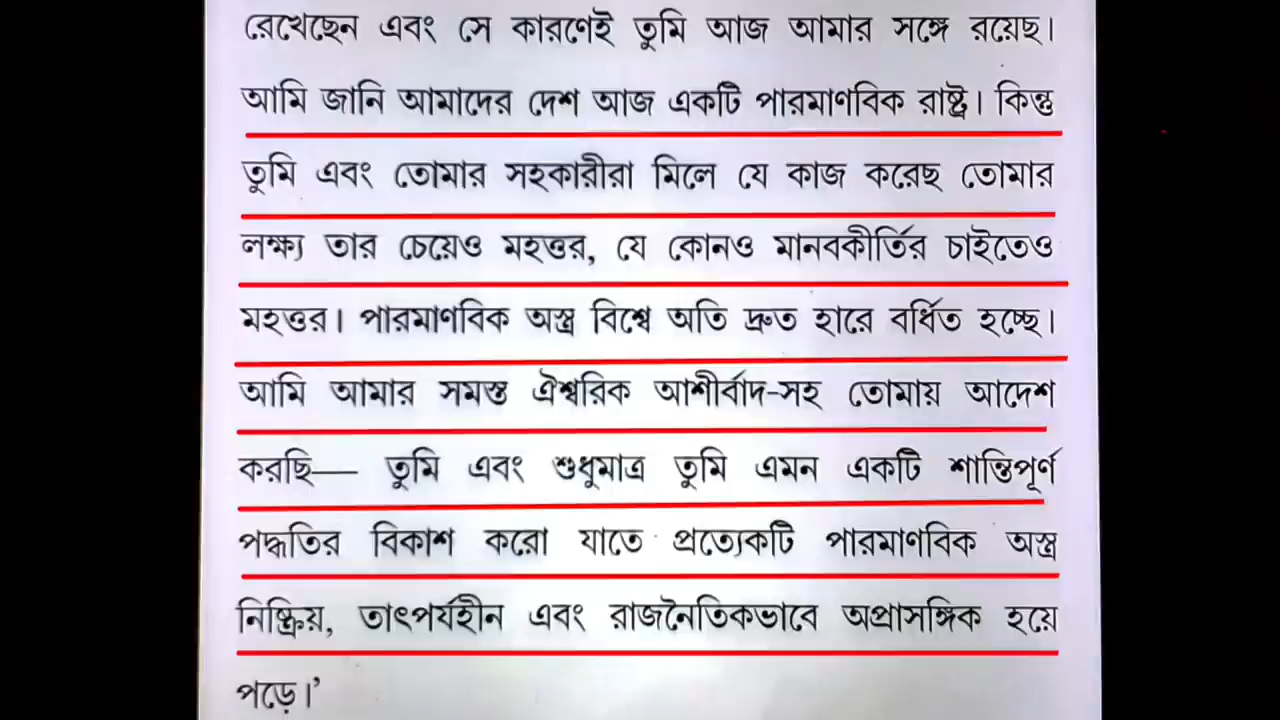 রেখেছেন এবং সে কারণেই তুমি আজ আমার সঙ্গে রয়েছ।
আমি জানি আমাদের দেশ আজ একটি পারমাণবিক রাষ্ট্র। কিন্তু
তুমি এবং তোমার সহকারীরা মিলে যে কাজ করেছ তোমার
লক্ষ্য তার চেয়েও মহত্তর, যে কোনও মানবকীর্তির চাইতেও
মহত্তর। পারমাণবিক অস্ত্র বিশ্বে অতি দ্রুত হারে বর্ধিত হচ্ছে।
আমি আমার সমস্ত ঐশ্বরিক আশীর্বাদ-সহ তোমায় আদেশ
করছি— তুমি এবং শুধুমাত্র তুমি এমন একটি শান্তিপূর্ণ
পদ্ধতির বিকাশ করো যাতে প্রত্যেকটি পারমাণবিক অস্ত্র
নিষ্ক্রিয়, তাৎপর্যহীন এবং রাজনৈতিকভাবে অপ্রাসঙ্গিক হয়ে
পড়ে।’